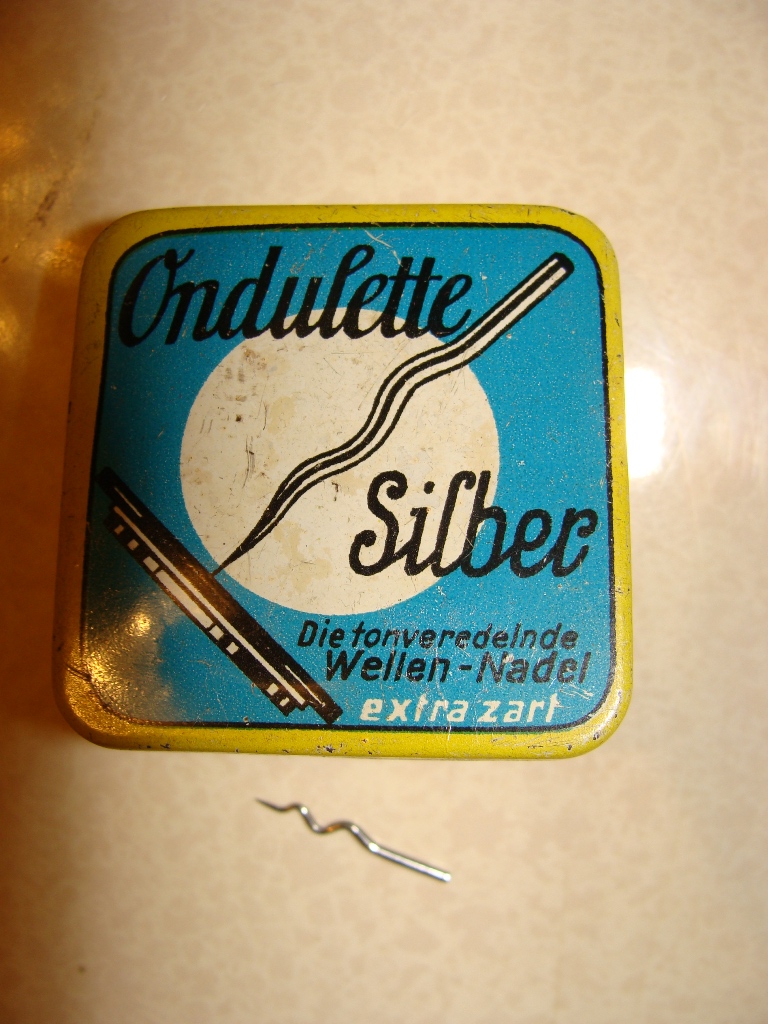 Ondulette
Silber
Die tonveredelnde
Wellen-Nadel
extra zart